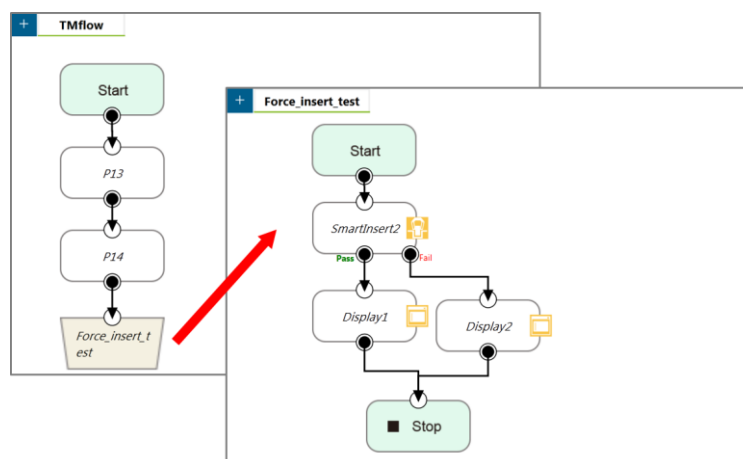 + TMflow
Start
P13
P14
Force_insert_t
est
+ Force_insert_test
Start
SmartInsert2
Pass Fail
Display1
Display2
Stop